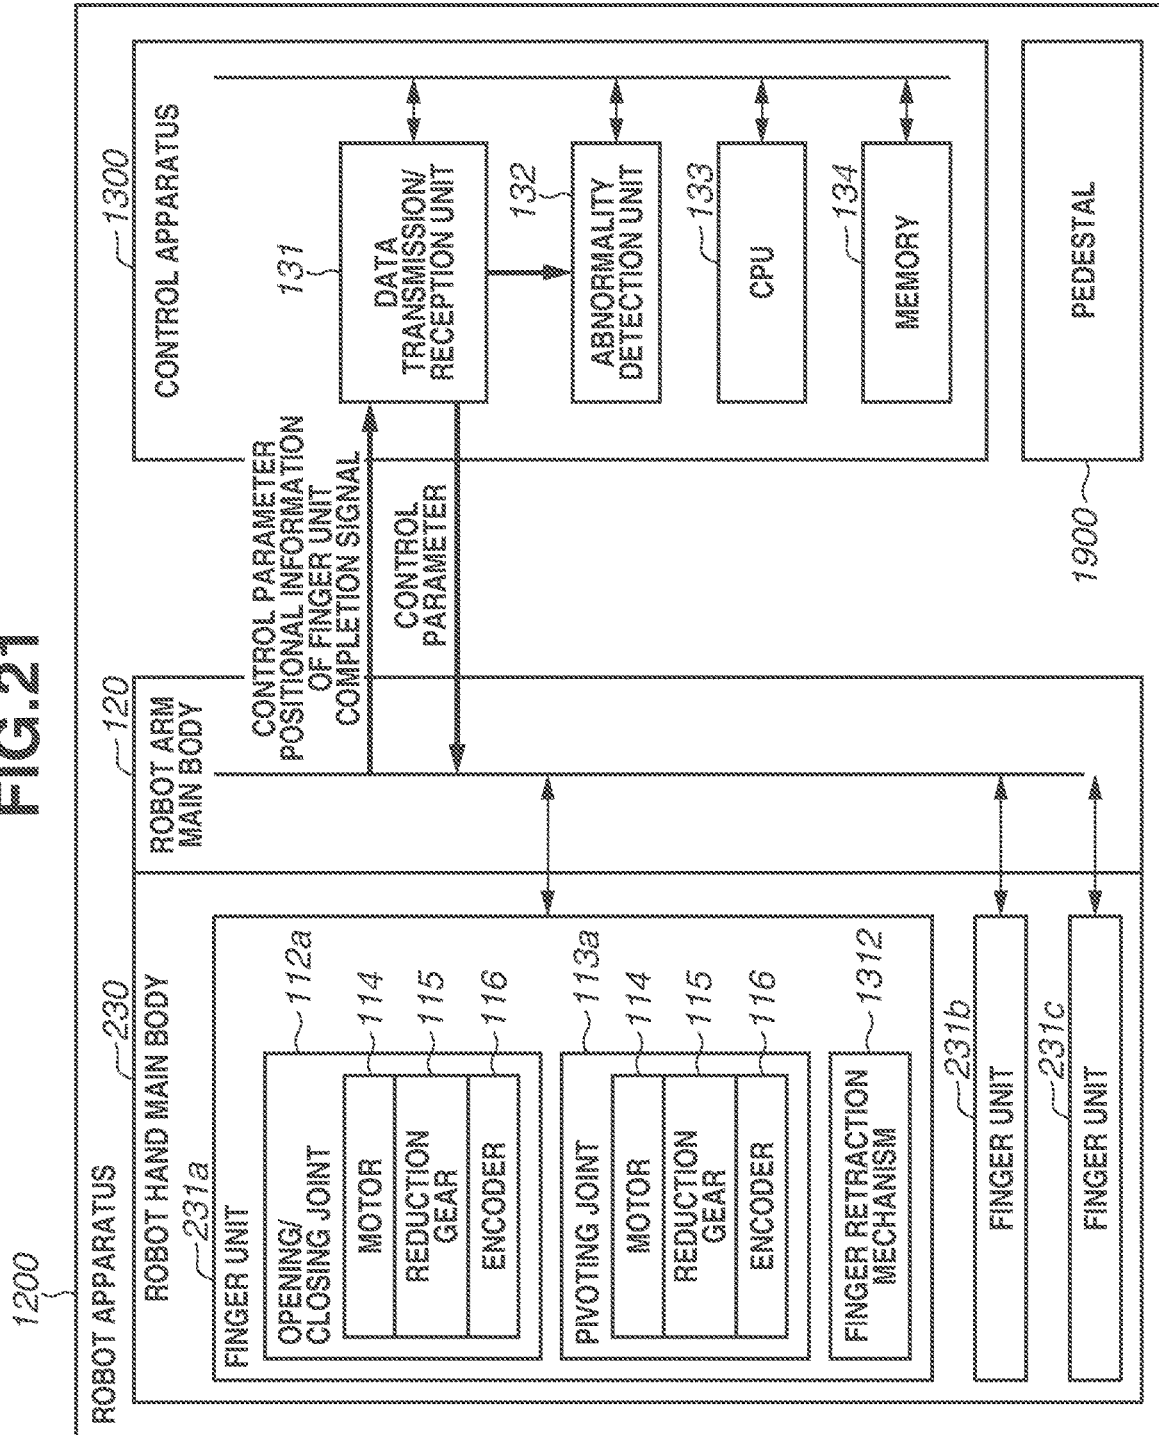 FIG.21
1200
ROBOT APPARATUS
230
ROBOT HAND MAIN BODY
231a
FINGER UNIT
112a
OPENING/
CLOSING JOINT
114
MOTOR
115
REDUCTION
GEAR
116
ENCODER
113a
PIVOTING JOINT
114
MOTOR
115
REDUCTION
GEAR
116
ENCODER
1312
FINGER RETRACTION
MECHANISM
231b
FINGER UNIT
231c
FINGER UNIT
120
ROBOT ARM
MAIN BODY
CONTROL PARAMETER
POSITIONAL INFORMATION
OF FINGER UNIT
COMPLETION SIGNAL
CONTROL
PARAMETER
1300
CONTROL APPARATUS
131
DATA
TRANSMISSION/
RECEPTION UNIT
132
ABNORMALITY
DETECTION UNIT
133
CPU
134
MEMORY
1900
PEDESTAL